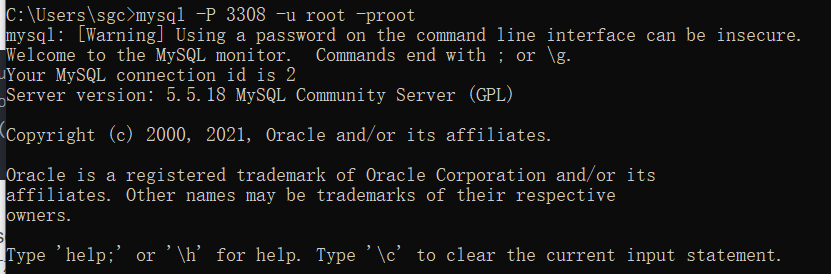 C:\Users\sgc>mysql -P 3308 -u root -proot
mysql: [Warning] Using a password on the command line interface can be insecure.
Welcome to the MySQL monitor.  Commands end with ; or \g.
Your MySQL connection id is 2
Server version: 5.5.18 MySQL Community Server (GPL)

Copyright (c) 2000, 2021, Oracle and/or its affiliates.

Oracle is a registered trademark of Oracle Corporation and/or its
affiliates. Other names may be trademarks of their respective
owners.

Type 'help;' or '\h' for help. Type '\c' to clear the current input statement.